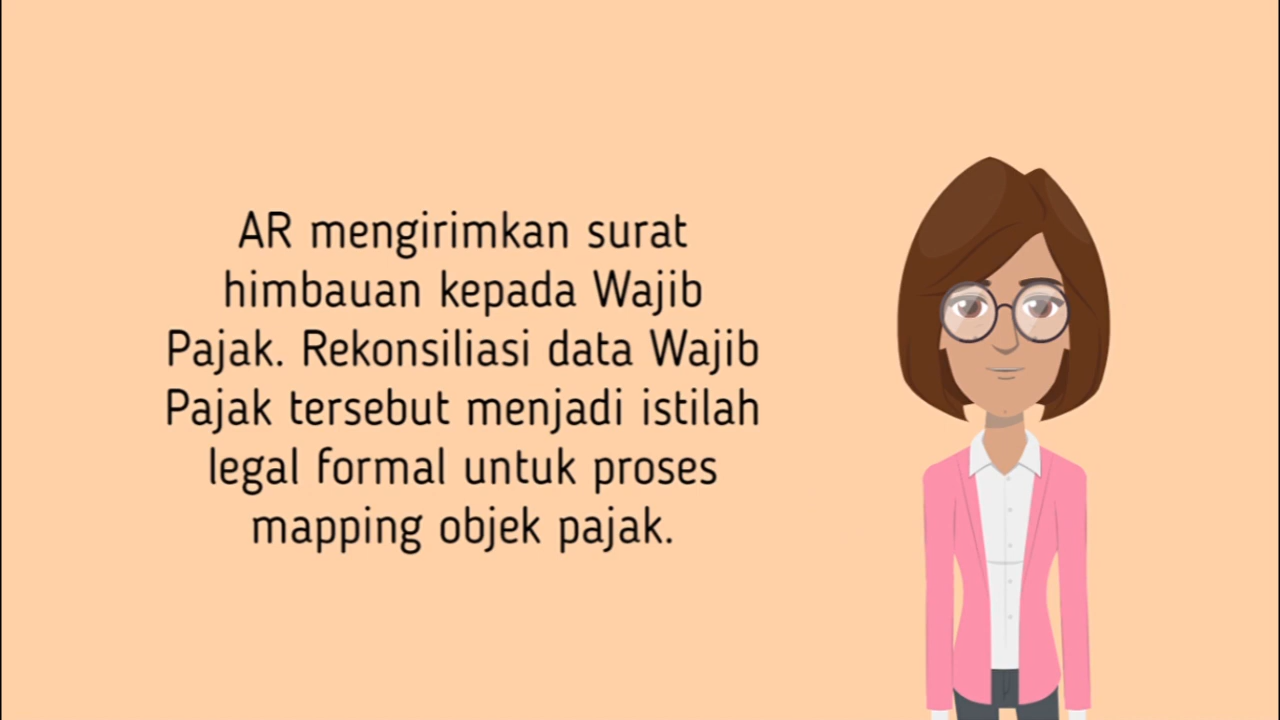 AR mengirimkan surat
himbauan kepada Wajib
Pajak. Rekonsiliasi data Wajib
Pajak tersebut menjadi istilah
legal formal untuk proses
mapping objek pajak.